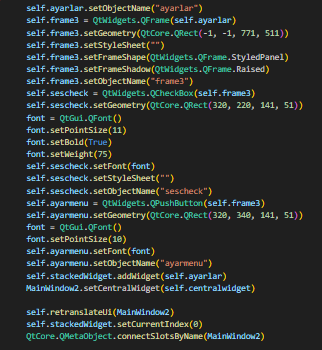 self.ayarlar.setObjectName("ayarlar")
self.frame3 = QtWidgets.QFrame(self.ayarlar)
self.frame3.setGeometry(QtCore.QRect(-1, -1, 771, 511))
self.frame3.setStyleSheet("")
self.frame3.setFrameShape(QtWidgets.QFrame.StyledPanel)
self.frame3.setFrameShadow(QtWidgets.QFrame.Raised)
self.frame3.setObjectName("frame3")
self.sescheck = QtWidgets.QCheckBox(self.frame3)
self.sescheck.setGeometry(QtCore.QRect(320, 220, 141, 51))
font = QtGui.QFont()
font.setPointSize(11)
font.setBold(True)
font.setWeight(75)
self.sescheck.setFont(font)
self.sescheck.setStyleSheet("")
self.sescheck.setObjectName("sescheck")
self.ayarmenu = QtWidgets.QPushButton(self.frame3)
self.ayarmenu.setGeometry(QtCore.QRect(320, 340, 141, 51))
font = QtGui.QFont()
font.setPointSize(10)
self.ayarmenu.setFont(font)
self.ayarmenu.setObjectName("ayarmenu")
self.stackedWidget.addWidget(self.ayarlar)
MainWindow2.setCentralWidget(self.centralwidget)
self.retranslateUi(MainWindow2)
self.stackedWidget.setCurrentIndex(0)
QtCore.QMetaObject.connectSlotsByName(MainWindow2)